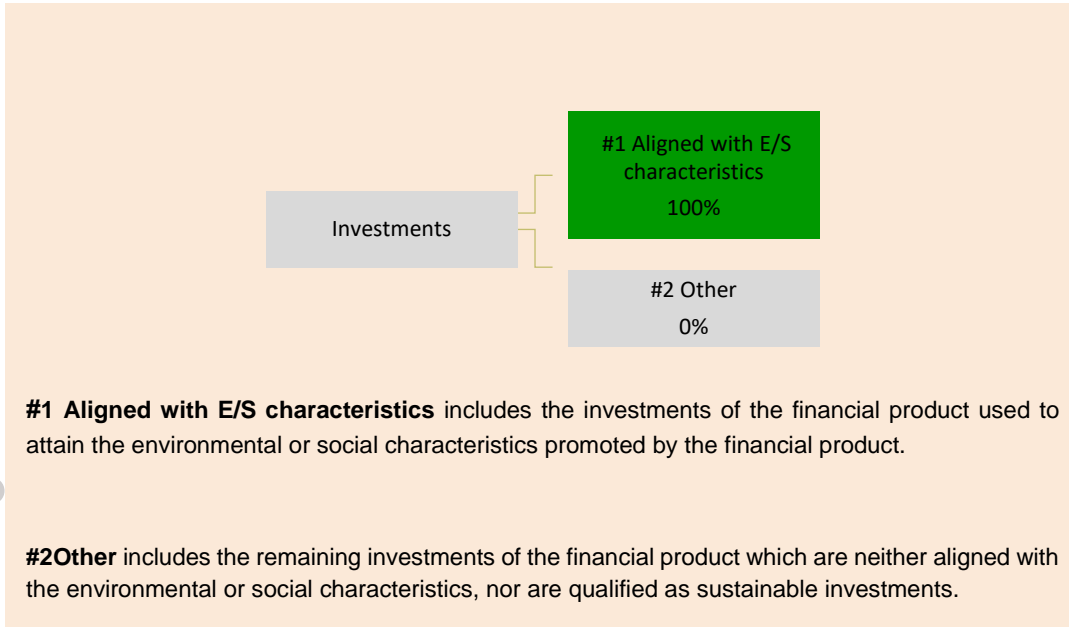 #1 Aligned with E/S
characteristics
100%
Investments
#2 Other
0%
#1 Aligned with E/S characteristics includes the investments of the financial product used to
attain the environmental or social characteristics promoted by the financial product.
#2Other includes the remaining investments of the financial product which are neither aligned with
the environmental or social characteristics, nor are qualified as sustainable investments.